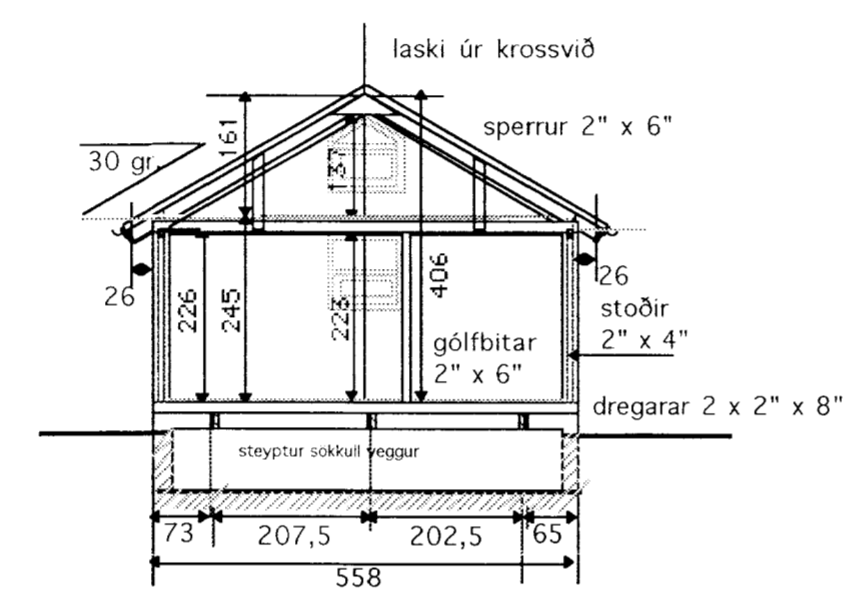 laski úr krossvið
sperrur 2" x 6"
30 gr.
161
137
26
26
226
245
223
406
stoðir
2" x 4"
gólfbitar
2" x 6"
dregarar 2 x 2" x 8"
steyptur sökkull veggur
73
207,5
202,5
65
558